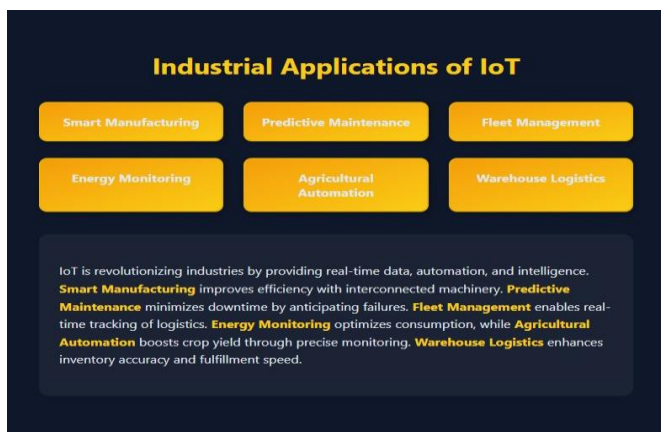 Industrial Applications of IoT
Smart Manufacturing
Predictive Maintenance
Fleet Management
Energy Monitoring
Agricultural
Automation
Warehouse Logistics
IoT is revolutionizing industries by providing real-time data, automation, and intelligence.
Smart Manufacturing improves efficiency with interconnected machinery. Predictive
Maintenance minimizes downtime by anticipating failures. Fleet Management enables real-
time tracking of logistics. Energy Monitoring optimizes consumption, while Agricultural
Automation boosts crop yield through precise monitoring. Warehouse Logistics enhances
inventory accuracy and fulfillment speed.